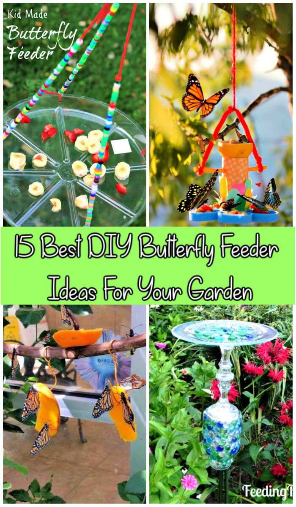 Kid Made
Butterfly
Feeder
15 Best DIY Butterfly Feeder
Ideas For Your Garden